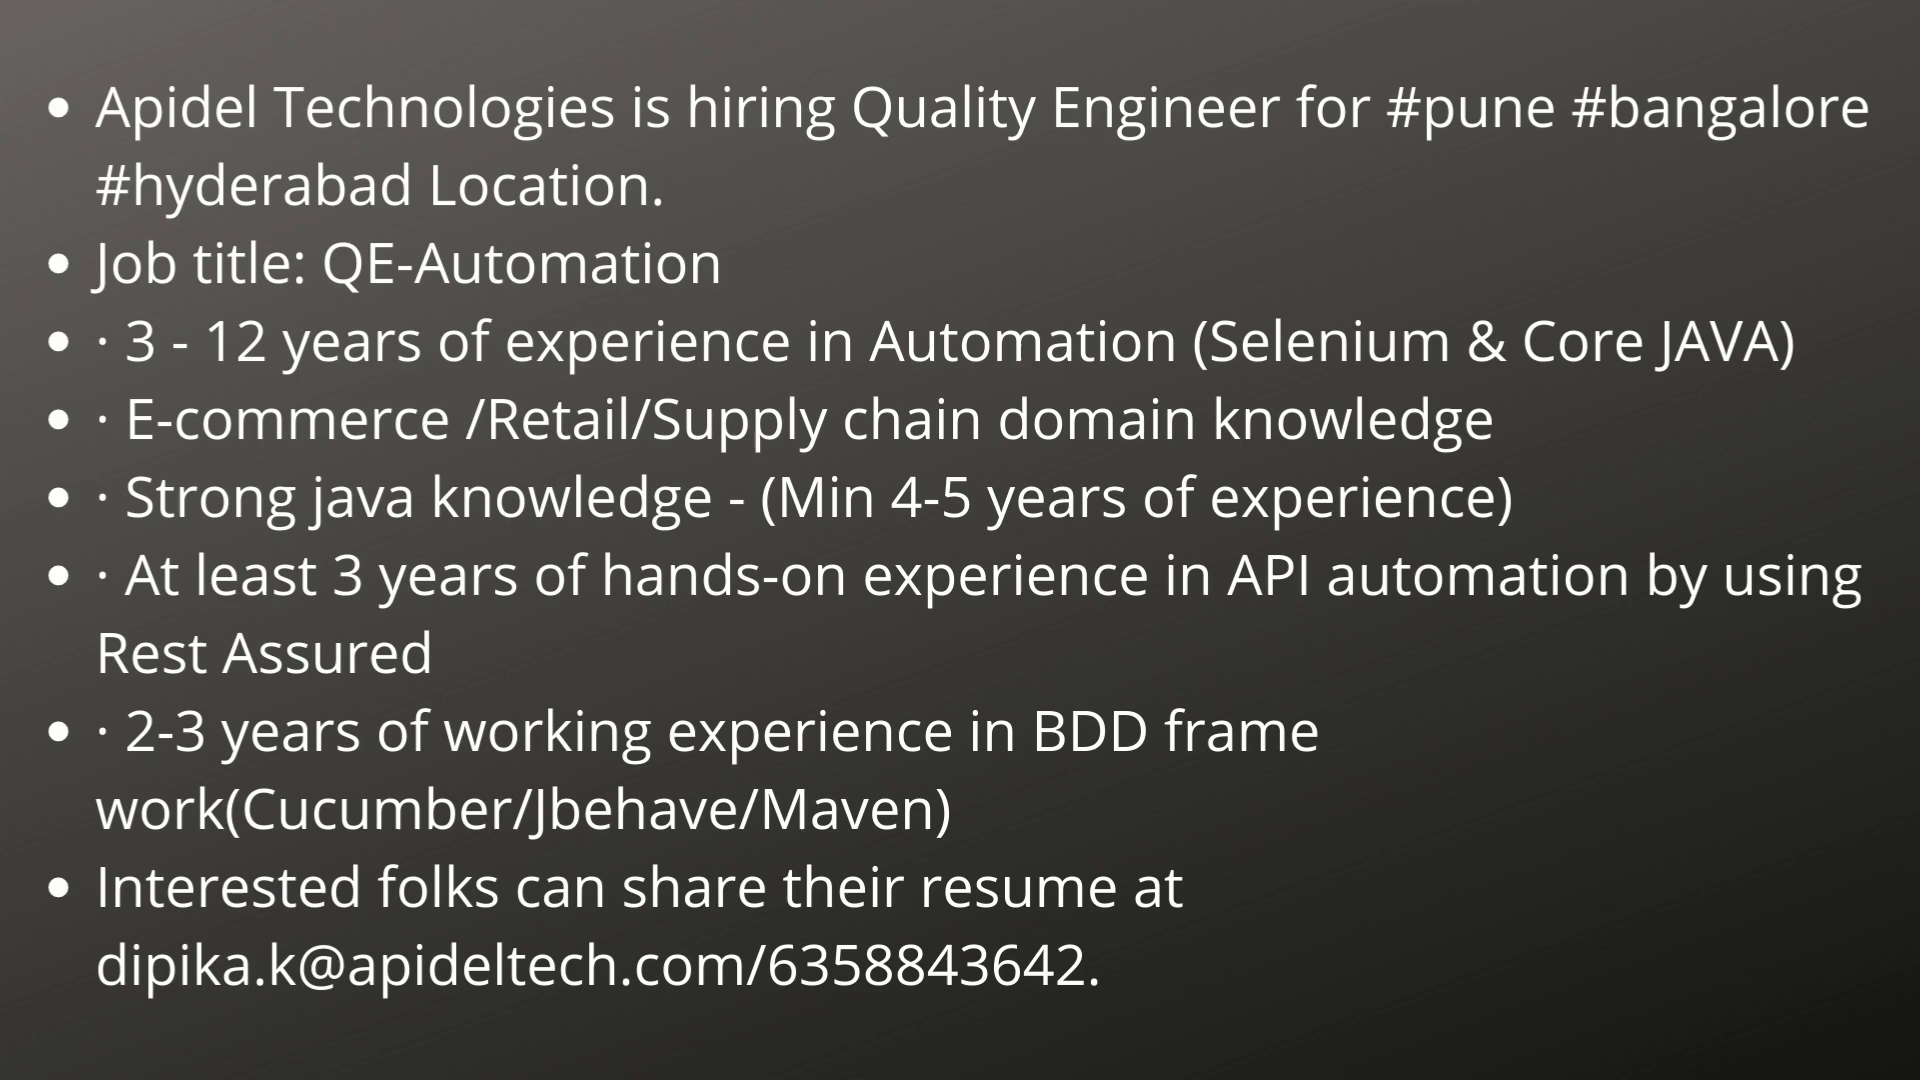 • Apidel Technologies is hiring Quality Engineer for #pune #bangalore
#hyderabad Location.
• Job title: QE-Automation
• · 3 - 12 years of experience in Automation (Selenium & Core JAVA)
• · E-commerce /Retail/Supply chain domain knowledge
• · Strong java knowledge - (Min 4-5 years of experience)
• · At least 3 years of hands-on experience in API automation by using
Rest Assured
• · 2-3 years of working experience in BDD frame
work(Cucumber/Jbehave/Maven)
• Interested folks can share their resume at
dipika.k@apideltech.com/6358843642.